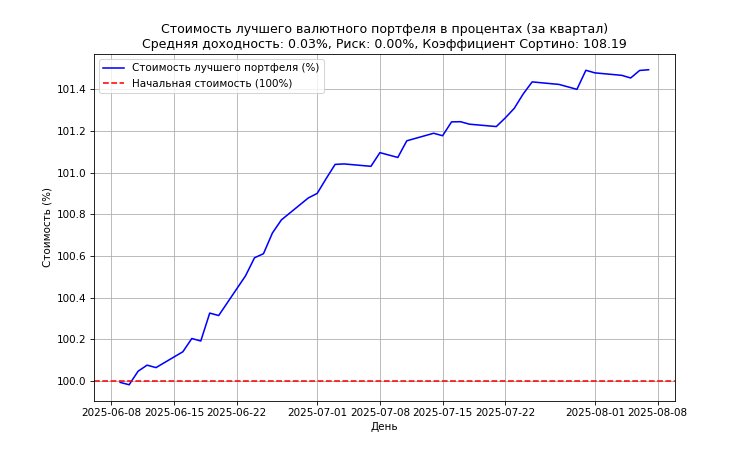 Стоимость лучшего валютного портфеля в процентах (за квартал)
Средняя доходность: 0.03%, Риск: 0.00%, Коэффициент Сортино: 108.19
Стоимость лучшего портфеля (%)
Начальная стоимость (100%)
Стоимость (%)
101.4
101.2
101.0
100.8
100.6
100.4
100.2
100.0
2025-06-08 2025-06-15 2025-06-22 2025-07-01 2025-07-08 2025-07-15 2025-07-22 2025-08-01 2025-08-08
День